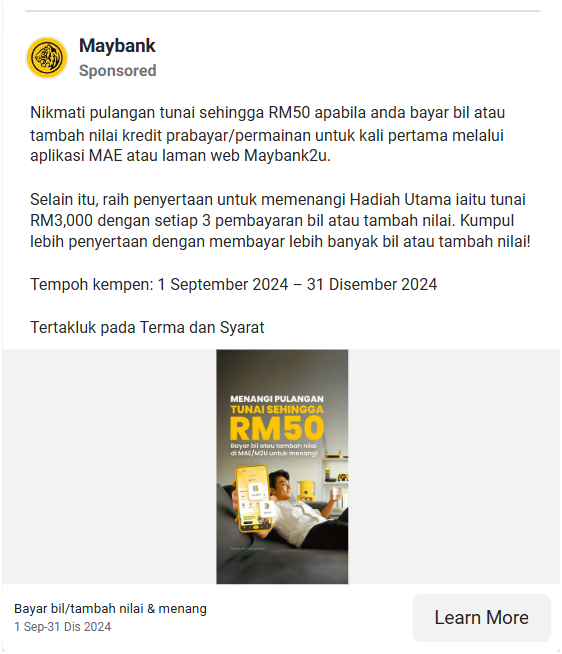 Maybank
Sponsored
Nikmati pulangan tunai sehingga RM50 apabila anda bayar bil atau
tambah nilai kredit prabayar/permainan untuk kali pertama melalui
aplikasi MAE atau laman web Maybank2u.
Selain itu, raih penyertaan untuk memenangi Hadiah Utama iaitu tunai
RM3,000 dengan setiap 3 pembayaran bil atau tambah nilai. Kumpul
lebih penyertaan dengan membayar lebih banyak bil atau tambah nilai!
Tempoh kempen: 1 September 2024 – 31 Disember 2024
Tertakluk pada Terma dan Syarat
MENANGI PULANGAN
TUNAI SEHINGGA
RM50
Bayar bil atau tambah nilai
di MAE/M2U untuk menang!
Bayar bil/tambah nilai & menang
1 Sep-31 Dis 2024
Learn More